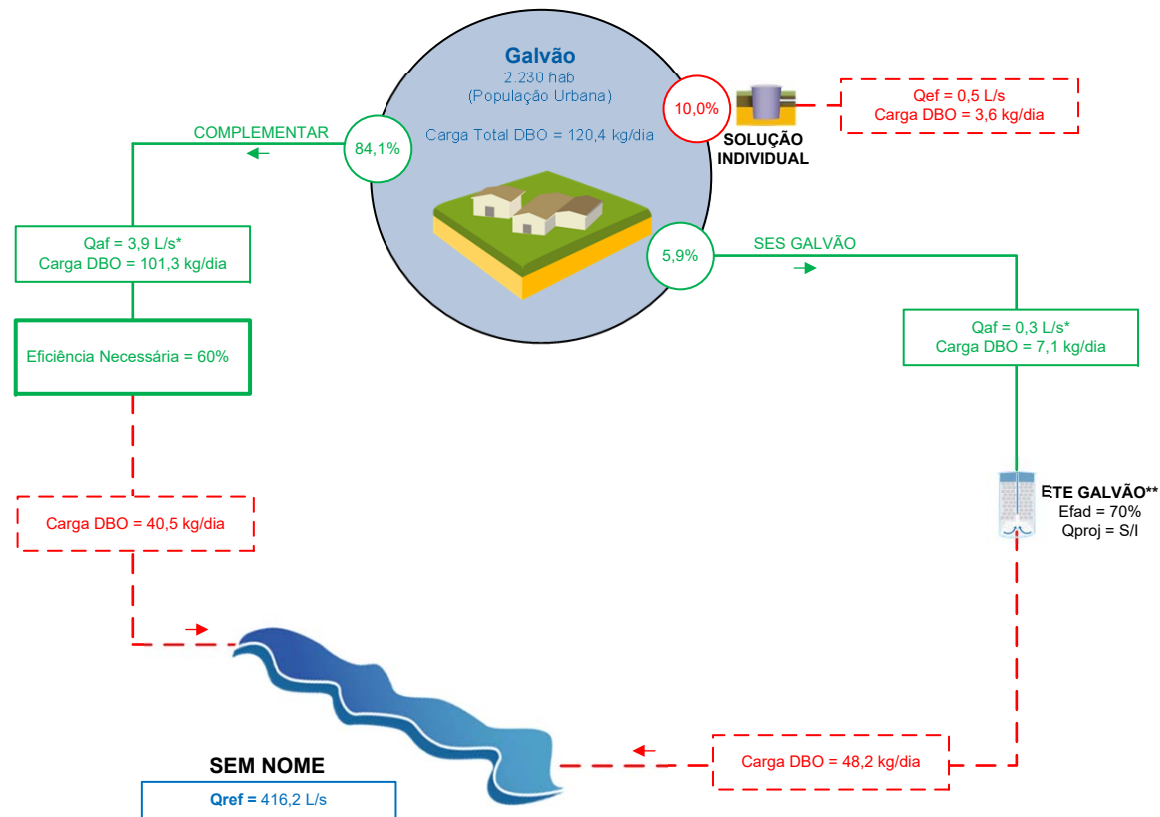 Galvão
2.230 hab
(População Urbana)
Carga Total DBO = 120,4 kg/dia
10,0%
SOLUÇÃO
INDIVIDUAL
Qef = 0,5 L/s
Carga DBO = 3,6 kg/dia
COMPLEMENTAR
84,1%
Qaf = 3,9 L/s*
Carga DBO = 101,3 kg/dia
Eficiência Necessária = 60%
Carga DBO = 40,5 kg/dia
5,9%
SES GALVÃO
Qaf = 0,3 L/s*
Carga DBO = 7,1 kg/dia
ETE GALVÃO**
Efad = 70%
Qproj = S/I
Carga DBO = 48,2 kg/dia
SEM NOME
Qref = 416,2 L/s